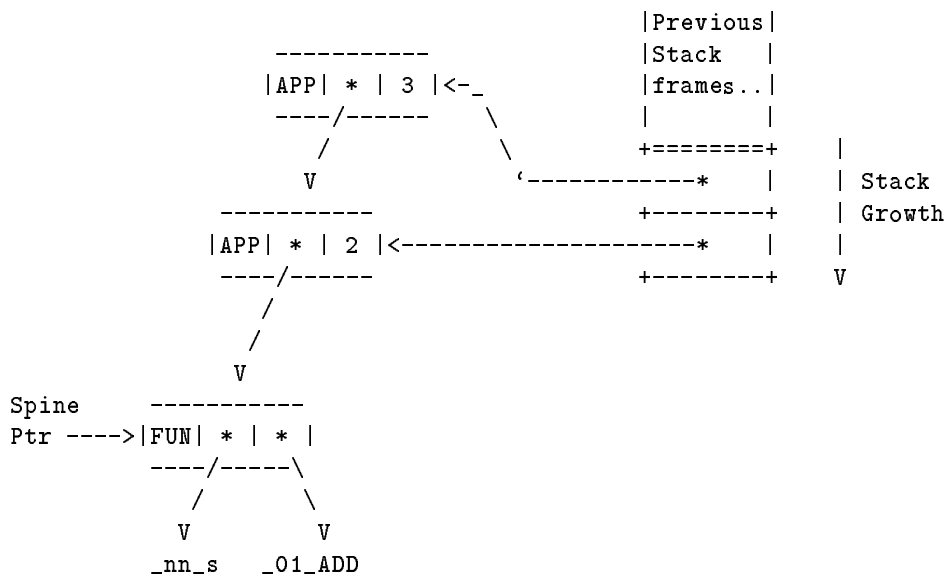 |Previous|
----------- |Stack |
|APP| * | 3 |<-_ |frames..|
----/------ \ | |
/ \ +========+ |
V ‘------------* | | Stack
----------- +--------+ | Growth
|APP| * | 2 |<----------------------* | |
----/------ +--------+ V
/
/
V
Spine -----------
Ptr ---->|FUN| * | * |
----/-----\
/ \
V V
_nn_s _01_ADD